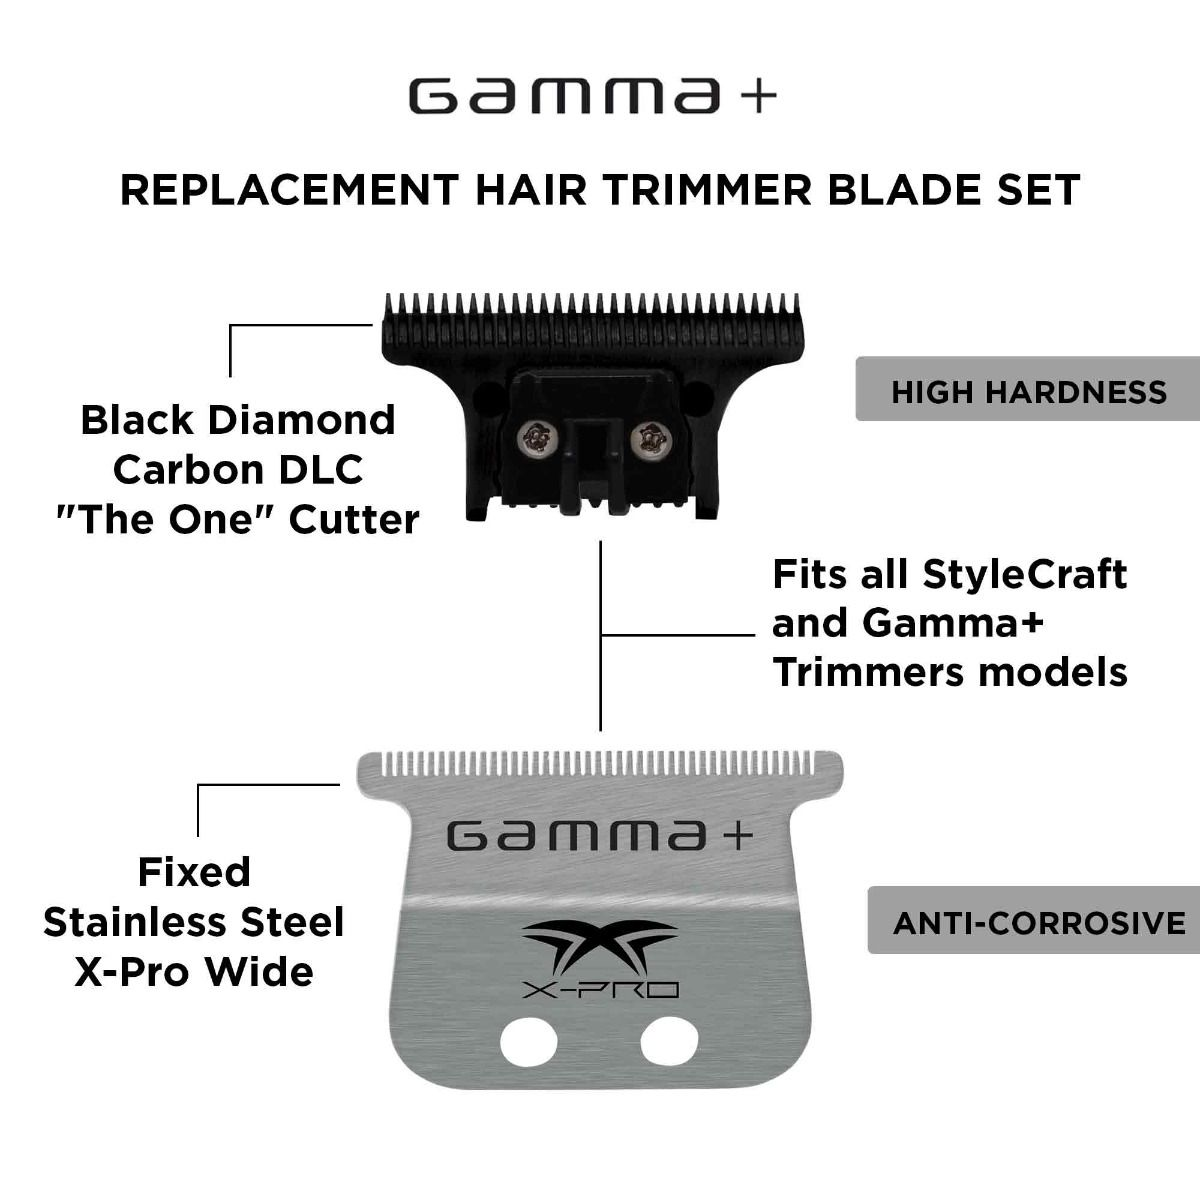 Gamma+
REPLACEMENT HAIR TRIMMER BLADE SET
Black Diamond
Carbon DLC
"The One" Cutter
HIGH HARDNESS
Fits all StyleCraft
and Gamma+
Trimmers models
Gamma+
X-PRO
Fixed
Stainless Steel
X-Pro Wide
ANTI-CORROSIVE